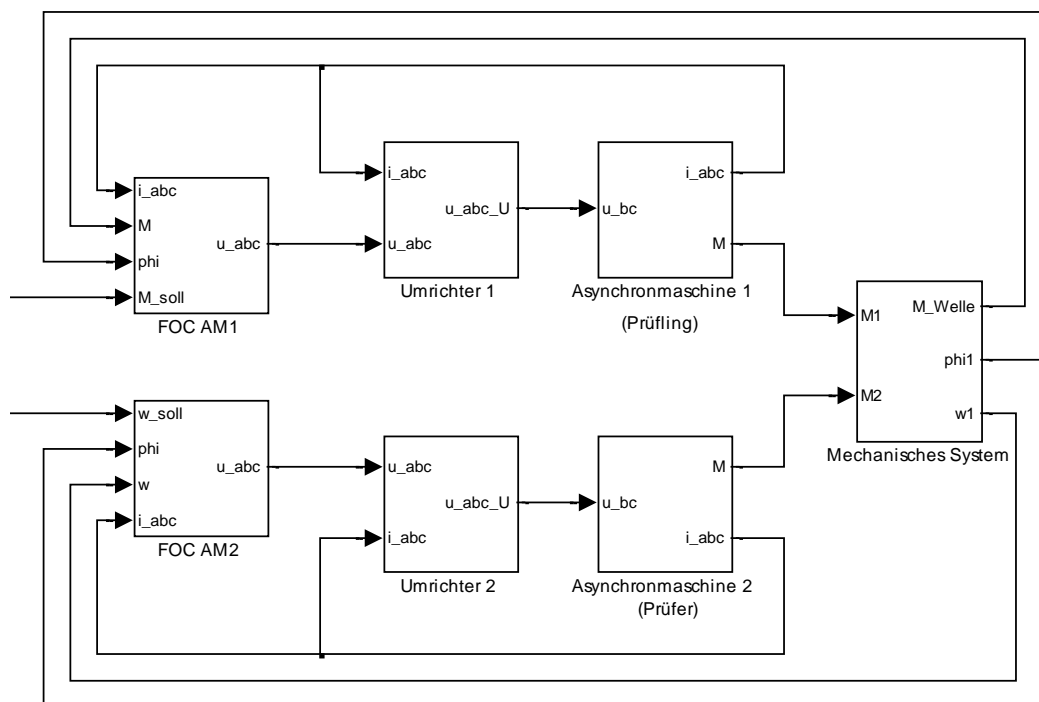 i_abc
M
phi
M_soll
u_abc
FOC AM1
i_abc
u_abc
u_abc_U
Umrichter 1
u_bc
i_abc
M
Asynchronmaschine 1
(Prüfling)
M1
M2
M_Welle
phi1
w1
Mechanisches System
w_soll
phi
w
i_abc
u_abc
FOC AM2
u_abc
i_abc
u_abc_U
Umrichter 2
u_bc
M
i_abc
Asynchronmaschine 2
(Prüfer)